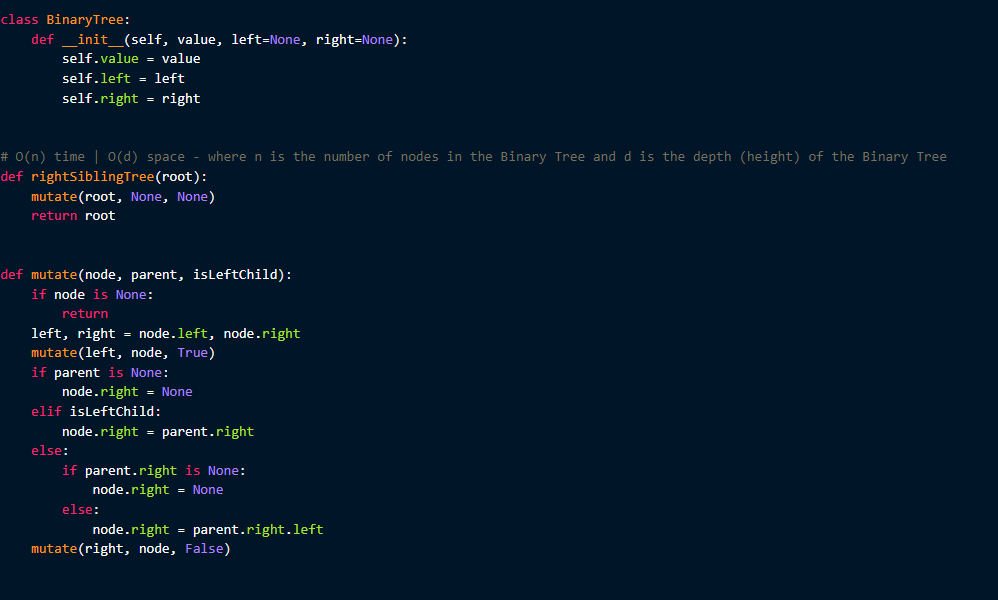 class BinaryTree:
    def __init__(self, value, left=None, right=None):
        self.value = value
        self.left = left
        self.right = right
# O(n) time | O(d) space - where n is the number of nodes in the Binary Tree and d is the depth (height) of the Binary Tree
def rightSiblingTree(root):
    mutate(root, None, None)
    return root
def mutate(node, parent, isLeftChild):
    if node is None:
        return
    left, right = node.left, node.right
    mutate(left, node, True)
    if parent is None:
        node.right = None
    elif isLeftChild:
        node.right = parent.right
    else:
        if parent.right is None:
            node.right = None
        else:
            node.right = parent.right.left
    mutate(right, node, False)